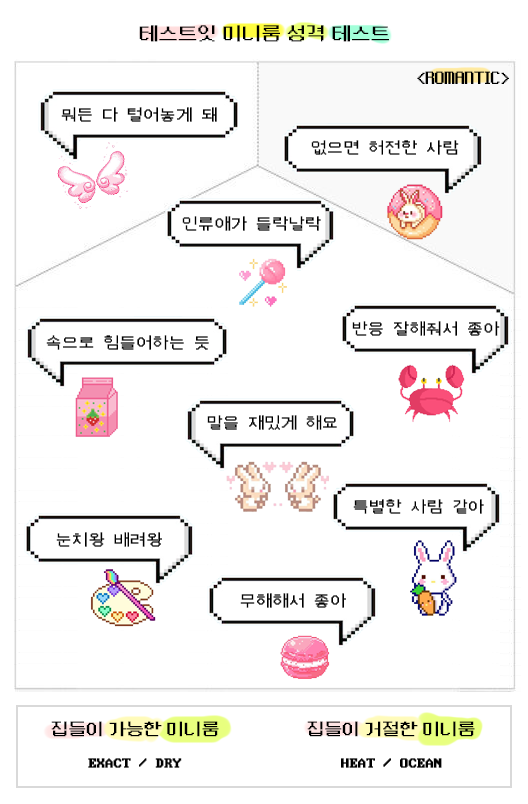 테스트잇 미니룸 성격 테스트
<ROMANTIC>
뭐든 다 털어놓게 돼
없으면 허전한 사람
인류애가 들락날락
속으로 힘들어하는 듯
반응 잘해줘서 좋아
말을 재밌게 해요
특별한 사람 같아
눈치왕 배려왕
무해해서 좋아
집들이 가능한 미니룸
EXACT / DRY
집들이 거절한 미니룸
HEAT / OCEAN